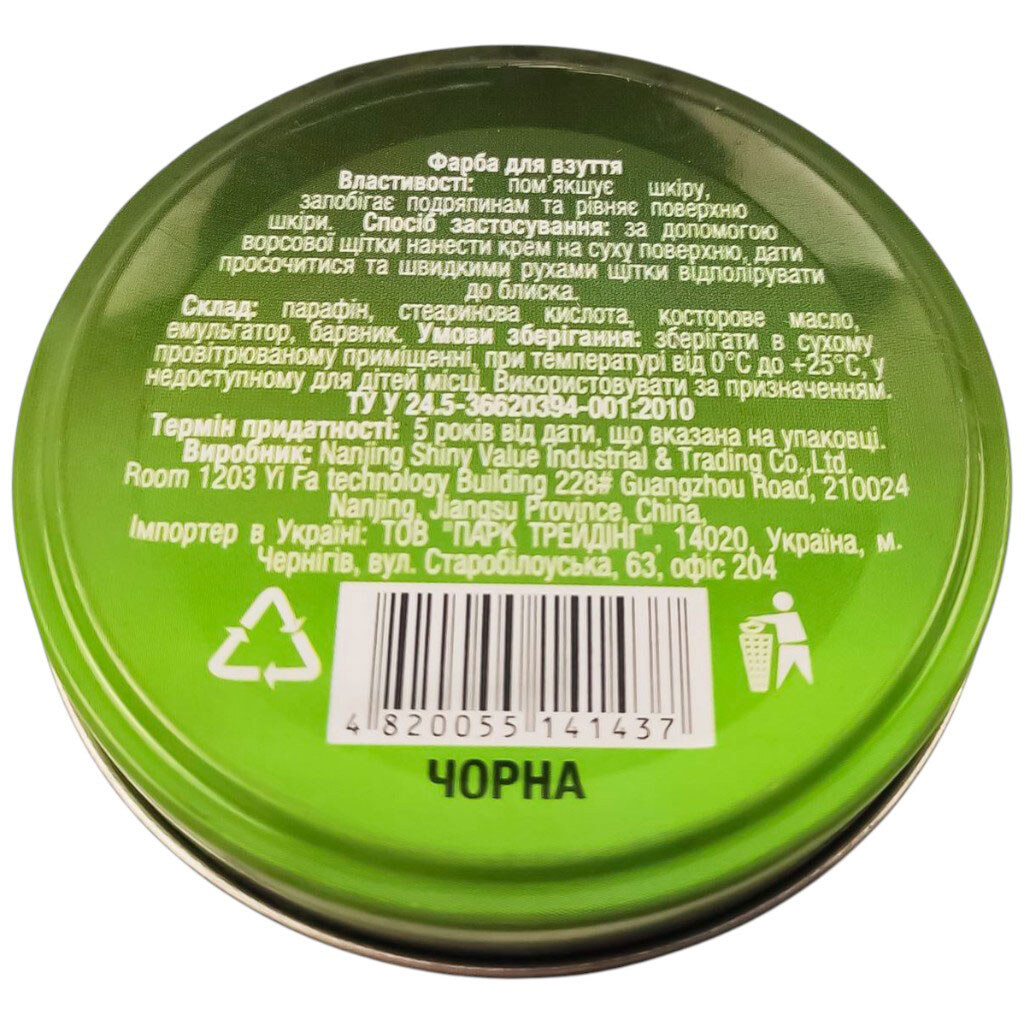 Фарба для взуття
Властивості: пом'якшує шкіру,
запобігає подряпинам та рівняє поверхню
шкіри. Спосіб застосування: за допомогою
ворсової щітки нанести крем на суху поверхню, дати
просочитися та швидкими рухами щітки відполірувати
до блиска.
Склад: парафін, стеаринова кислота, косторове масло,
емульгатор, барвник. Умови зберігання: зберігати в сухому
провітрюваному приміщенні, при температурі від 0°С до +25°С, у
недоступному для дітей місці. Використовувати за призначенням.
ТУ У 24.5-36620394-001:2010
Термін придатності: 5 років від дати, що вказана на упаковці.
Виробник: Nanjing Shiny Value Industrial & Trading Co.,Ltd.
Room 1203 Yi Fa technology Building 228# Guangzhou Road, 210024
Nanjing, Jiangsu Province, China,
Імпортер в Україні: ТОВ "ПАРК ТРЕЙДІНГ", 14020, Україна, м.
Чернігів, вул. Старобілоуська, 63, офіс 204
4 820055 141437
ЧОРНА